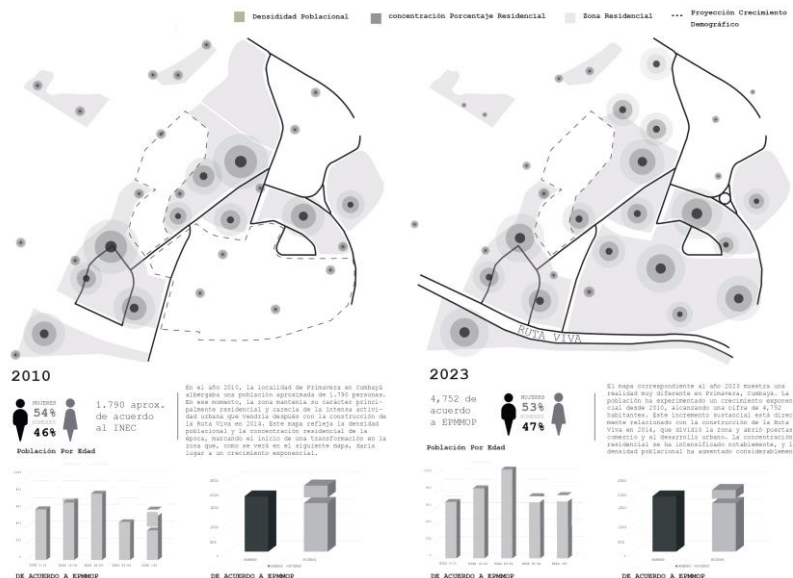 Densididad Poblacional
concentración Porcentaje Residencial
Zona Residencial
Proyección Crecimiento
Demográfico
RUTA VIVA
2010
MUJERES
54%
HOMBRES
46%
1.790 aprox.
de acuerdo
al INEC
En el año 2010, la localidad de Primavera en Cumbayá
albergaba una población aproximada de 1.790 personas.
En ese momento, la zona mantenía su carácter princi-
palmente residencial y carecía de la intensa activi-
dad urbana que vendría después con la construcción de
la Ruta Viva en 2014. Este mapa refleja la densidad
poblacional y la concentración residencial de la
época, marcando el inicio de una transformación en la
zona que, como se verá en el siguiente mapa, daría
lugar a un crecimiento exponencial.
Población Por Edad
DE ACUERDO A EPMMOP
DE ACUERDO A EPMMOP
2023
4,752 de
acuerdo
a EPMMOP
MUJERES
53%
HOMBRES
47%
El mapa correspondiente al año 2023 muestra una
realidad muy diferente en Primavera, Cumbayá. La
población ha experimentado un crecimiento exponen-
cial desde 2010, alcanzando una cifra de 4,752
habitantes. Este incremento sustancial está direc
mente relacionado con la construcción de la Ruta
Viva en 2014, que dividió la zona y abrió puertas
comercio y al desarrollo urbano. La concentración
residencial se ha intensificado notablemente, y l
densidad poblacional ha aumentado considerablemen
Población Por Edad
DE ACUERDO A EPMMOP
DE ACUERDO A EPMMOP